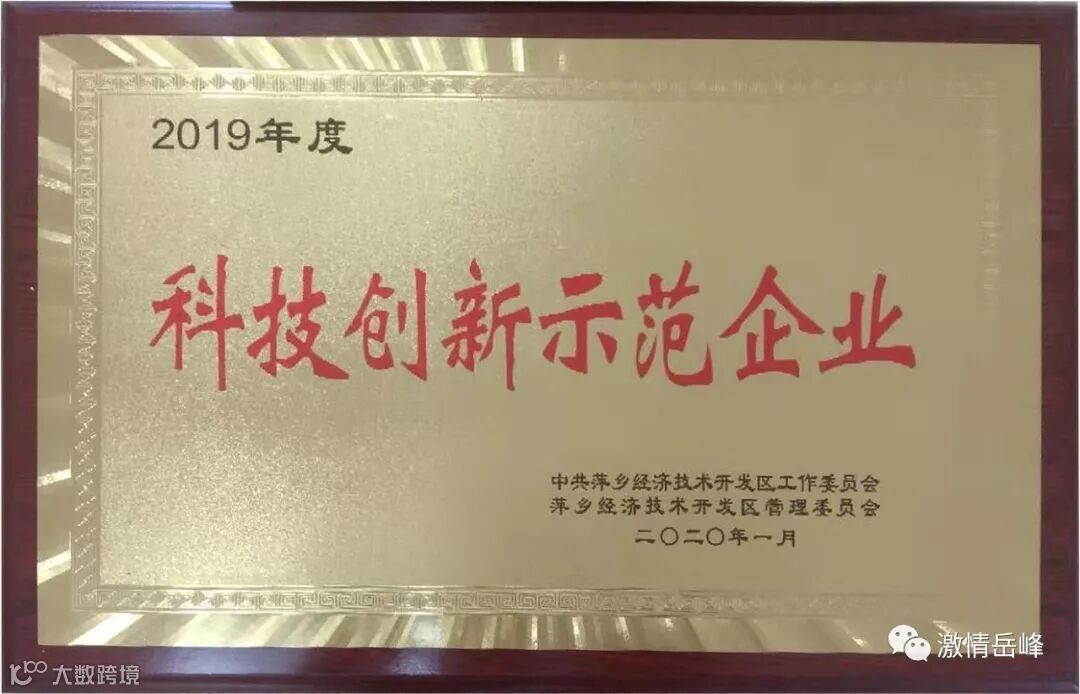 2019年度
科技创新示范企业
中共萍乡经济技术开发区工作委员会
萍乡经济技术开发区管理委员会
二〇二〇年一月
激情岳峰
大数跨境